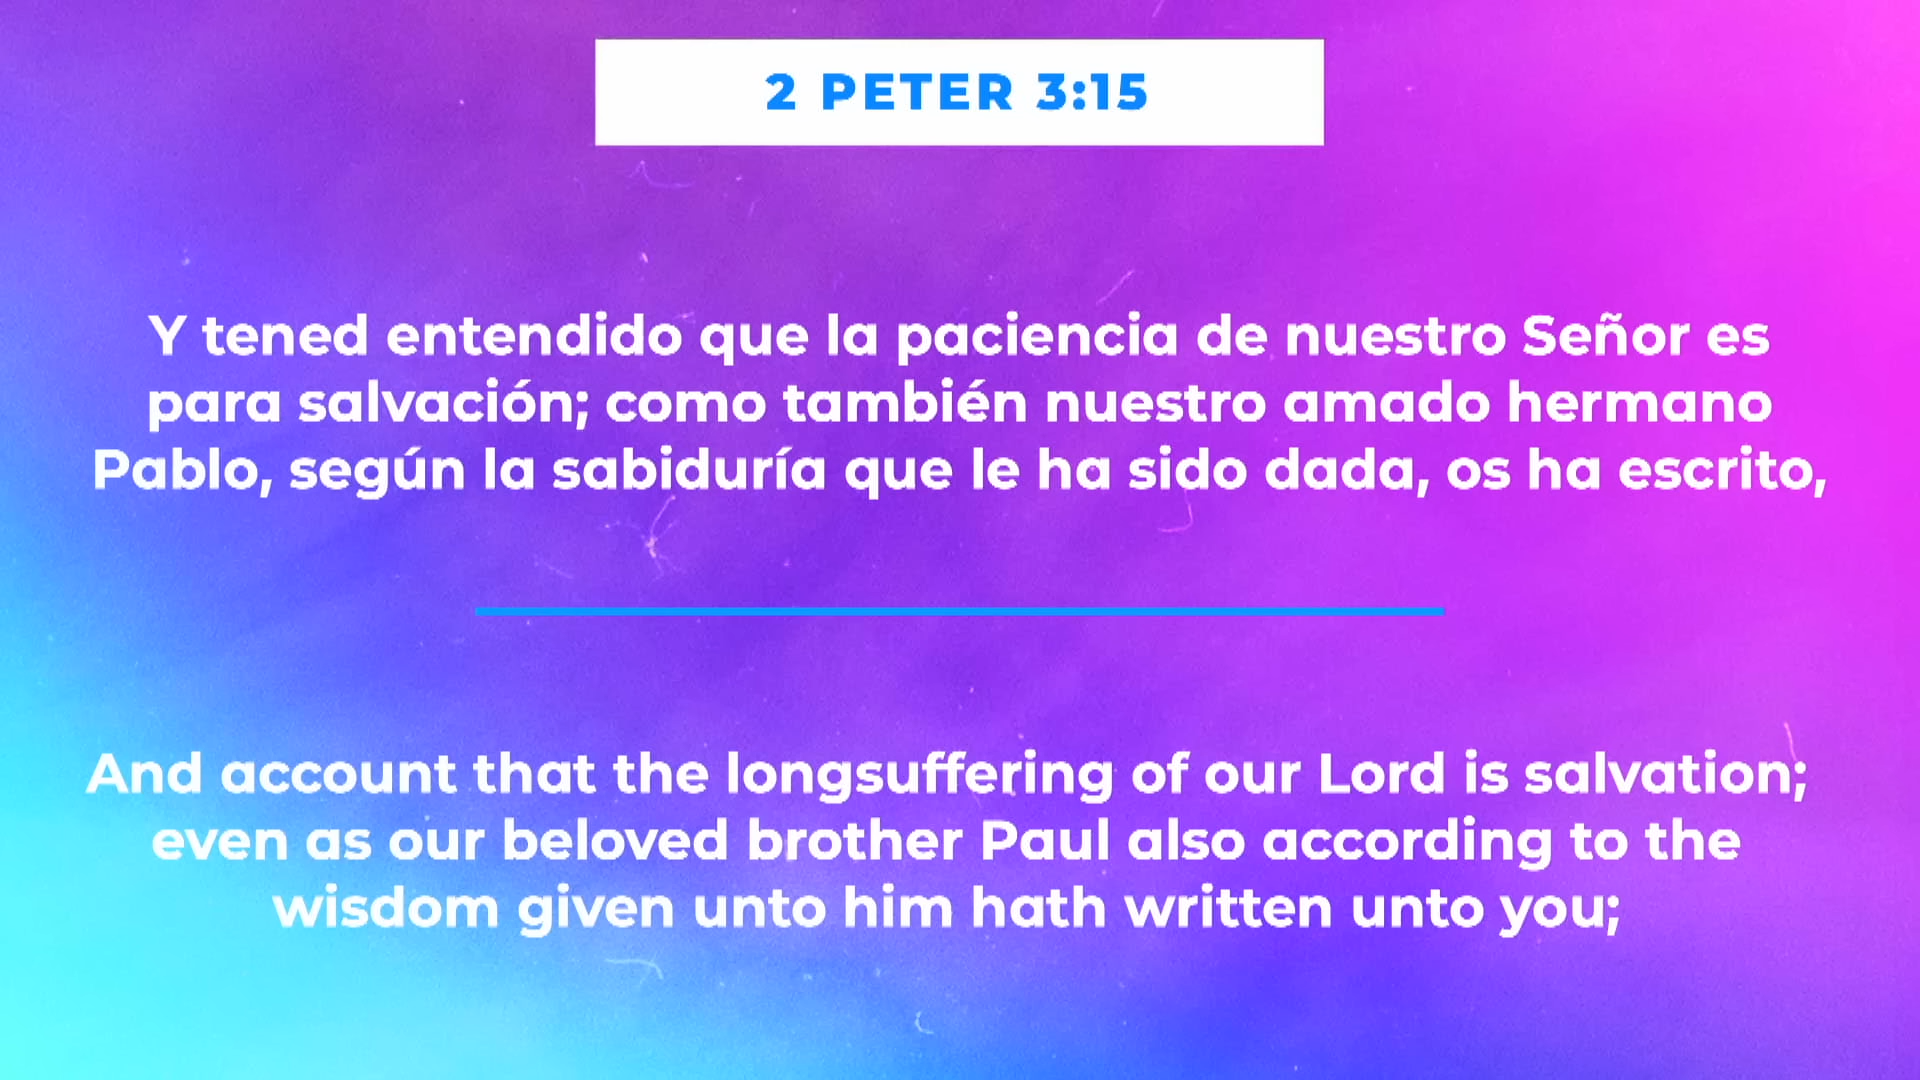 2 PETER 3:15
Y tened entendido que la paciencia de nuestro Señor es
para salvación; como también nuestro amado hermano
Pablo, según la sabiduría que le ha sido dada, os ha escrito,
And account that the longsuffering of our Lord is salvation;
even as our beloved brother Paul also according to the
wisdom given unto him hath written unto you;